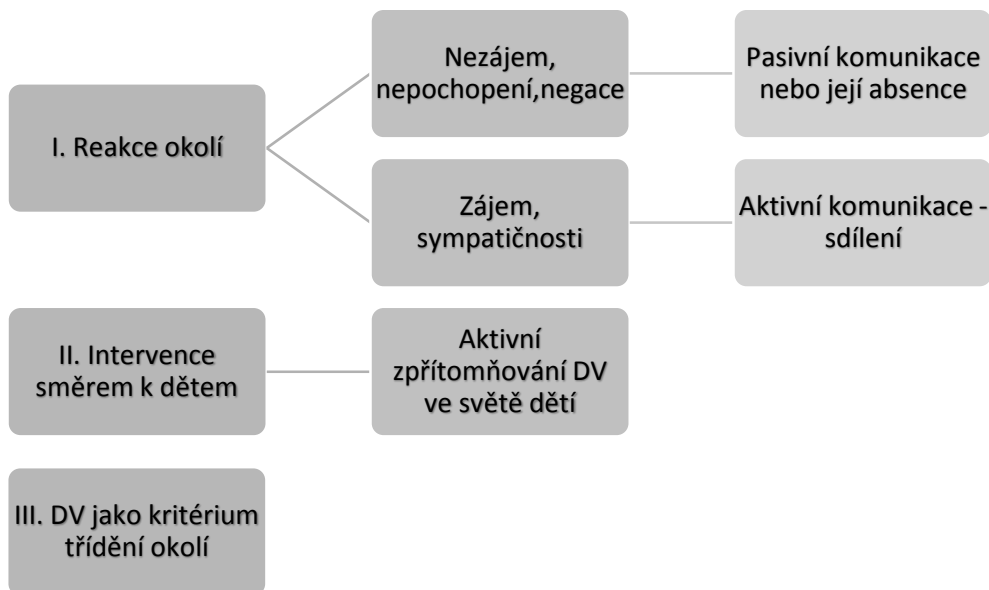 I. Reakce okolí
Nezájem,
nepochopení,negace
Pasivní komunikace
nebo její absence
Zájem,
sympatičnosti
Aktivní komunikace -
sdílení
II. Intervence
směrem k dětem
Aktivní
zpřítomňování DV
ve světě dětí
III. DV jako kritérium
třídění okolí